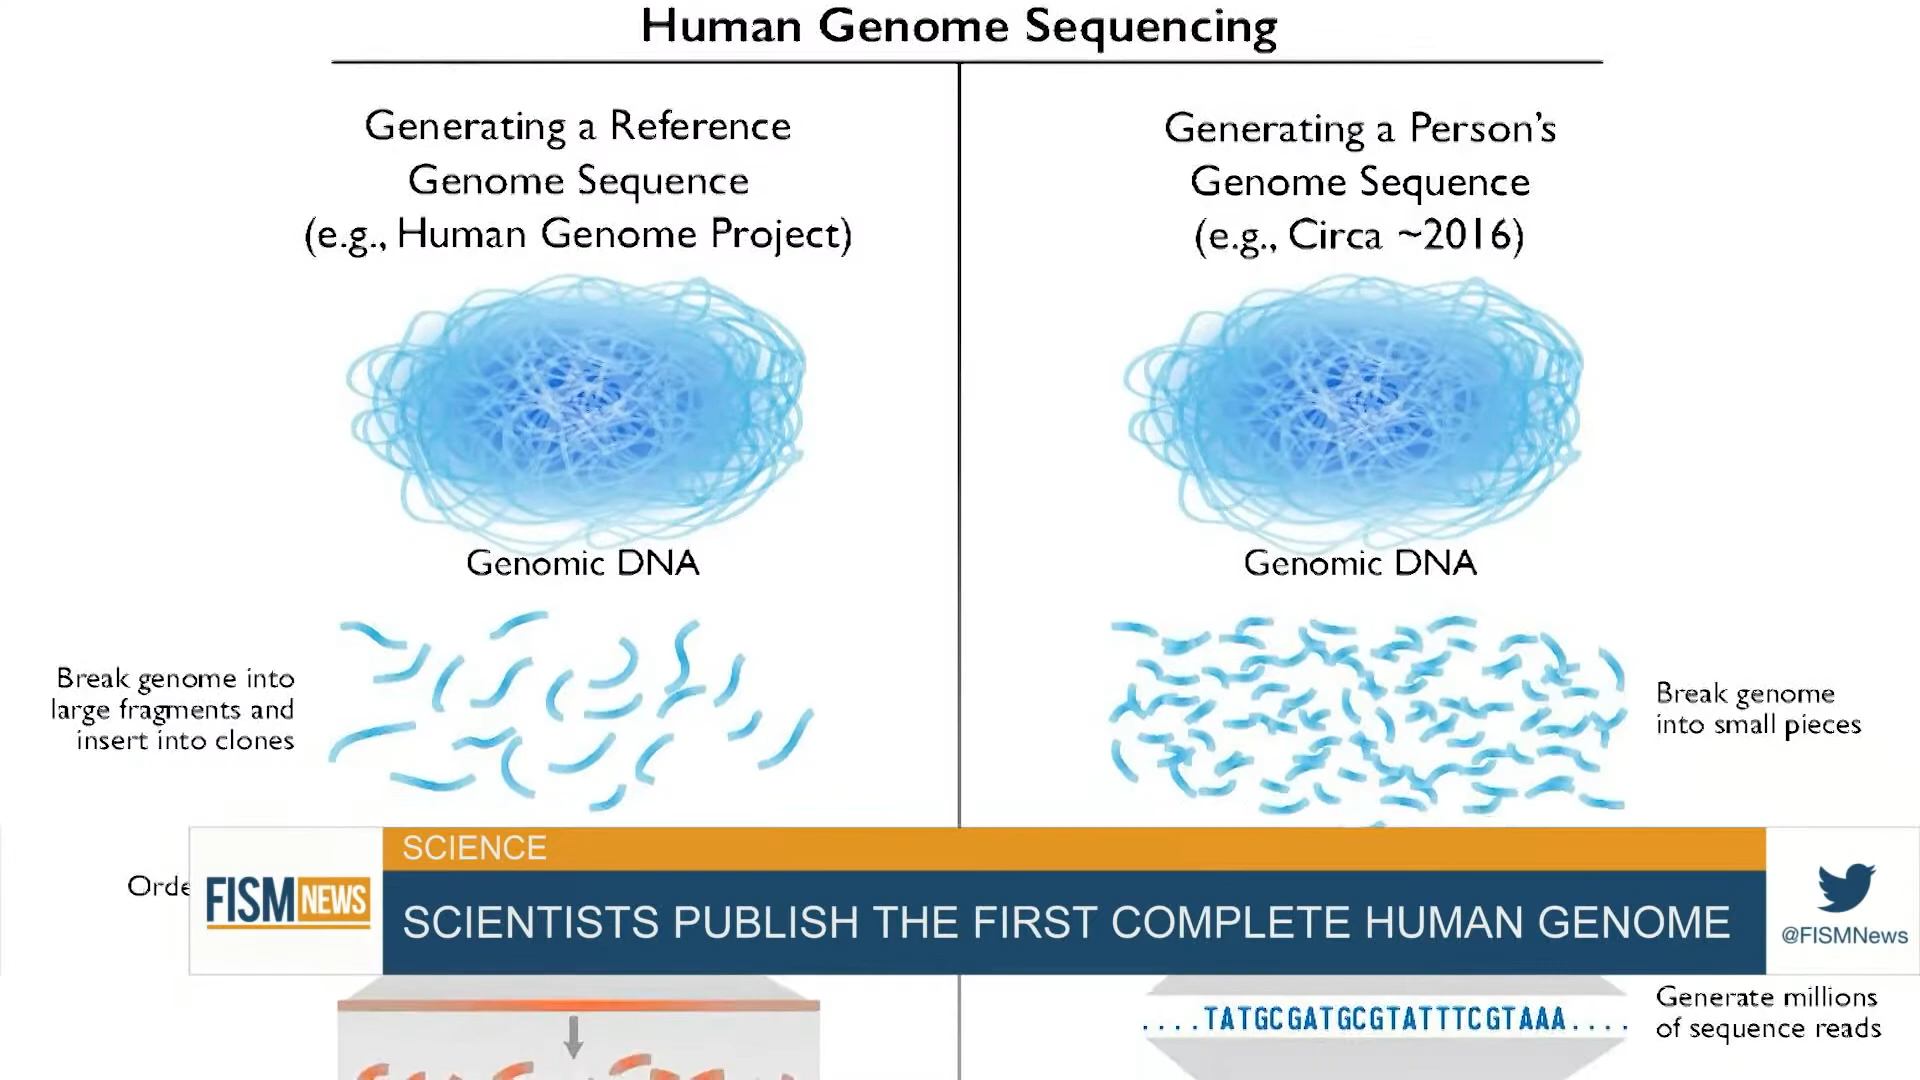 Human Genome Sequencing
Generating a Reference
Genome Sequence
(e.g., Human Genome Project)
Generating a Person's
Genome Sequence
(e.g., Circa ~2016)
Genomic DNA
Genomic DNA
Break genome into
large fragments and
insert into clones
Break genome
into small pieces
SCIENCE
FISM NEWS
SCIENTISTS PUBLISH THE FIRST COMPLETE HUMAN GENOME
@FISMNews
....TATGCGATGCGTATTTCGTAAA....
Generate millions
of sequence reads